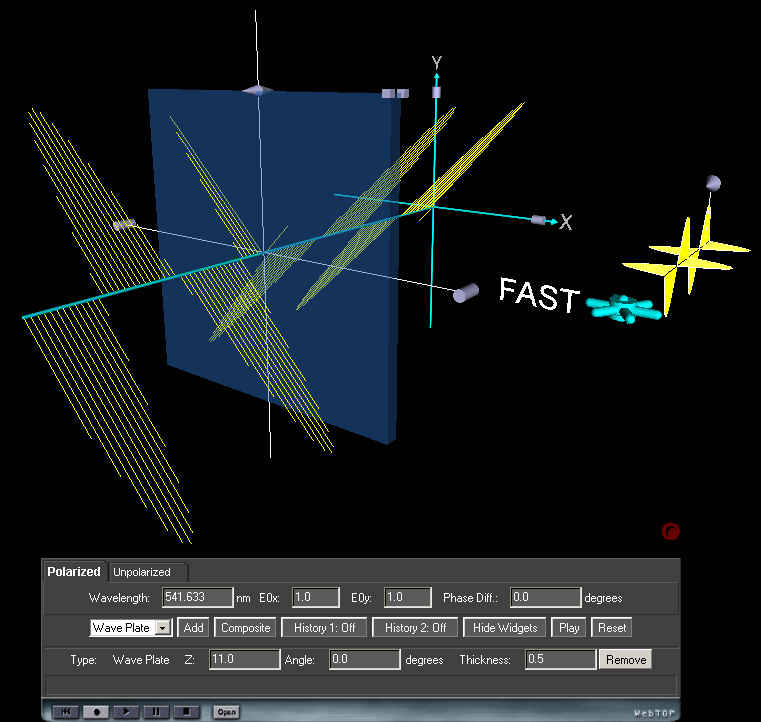 Y
X
FAST
Polarized Unpolarized
Wavelength: 541.633 nm E0x: 1.0 E0y: 1.0 Phase Diff.: 0.0 degrees
Wave Plate Add Composite History 1: Off History 2: Off Hide Widgets Play Reset
Type: Wave Plate Z: 11.0 Angle: 0.0 degrees Thickness: 0.5 Remove
Open WebTOP